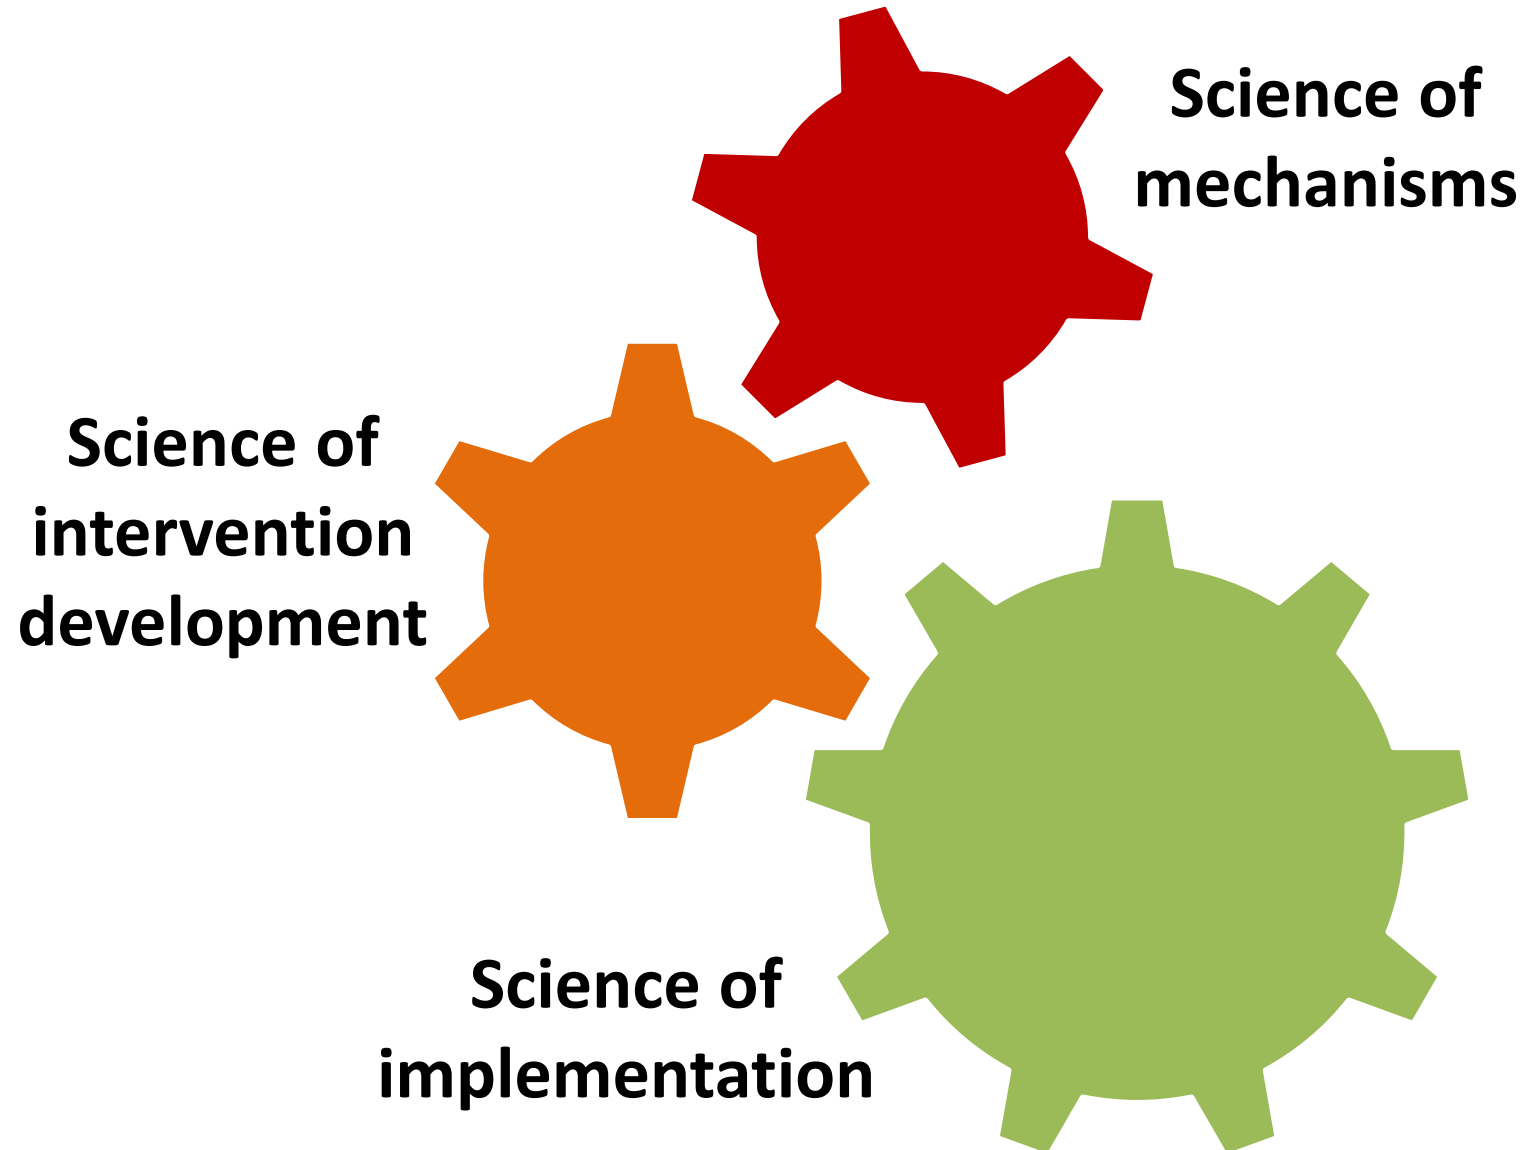 Science of
mechanisms
Science of
intervention
development
Science of
implementation